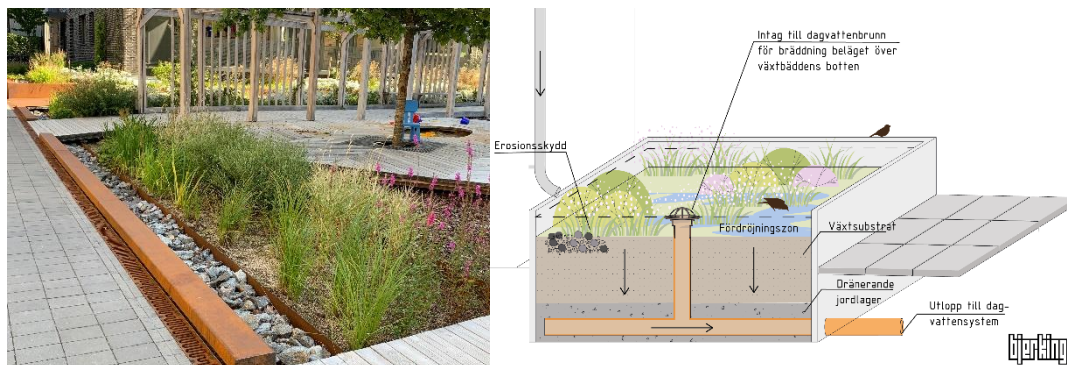 Intag till dagvattenbrunn
för bräddning beläget över
växtbäddens botten
Erosionsskydd
Fördröjningszon
Växtsubstrat
Dränerande
jordlager
Utlopp till dag-
vattensystem
bjerking